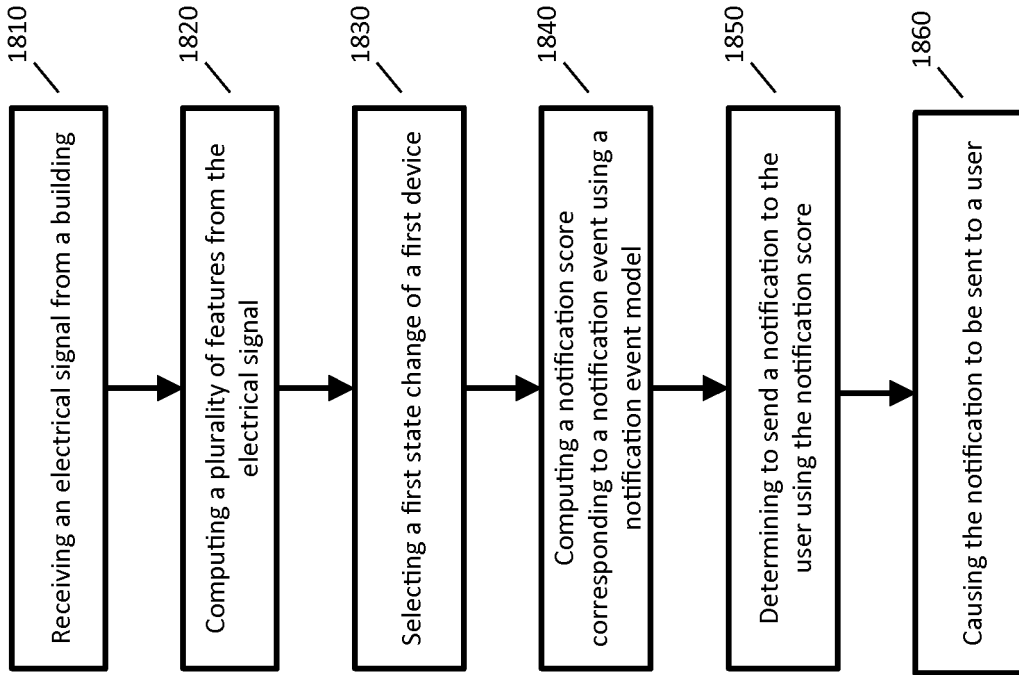 1810
Receiving an electrical signal from a building
1820
Computing a plurality of features from the
electrical signal
1830
Selecting a first state change of a first device
1840
Computing a notification score
corresponding to a notification event using a
notification event model
1850
Determining to send a notification to the
user using the notification score
1860
Causing the notification to be sent to a user